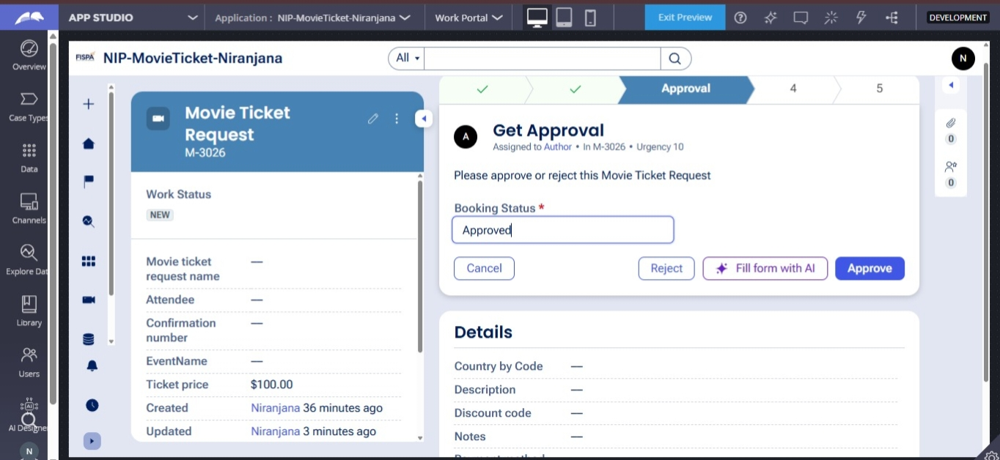 APP STUDIO
Application : NIP-MovieTicket-Niranjana
Work Portal
Exit Preview
DEVELOPMENT
Overview
Case Types
Data
Channels
Explore Dat
Library
Users
AI
AI Designe
N
FISPA
NIP-MovieTicket-Niranjana
All
N
Movie Ticket
Request
M-3026
Work Status
NEW
Movie ticket
request name
—
Attendee —
Confirmation
number
—
EventName —
Ticket price $100.00
Created Niranjana 36 minutes ago
Updated Niranjana 3 minutes ago
Approval
4
5
A
Get Approval
Assigned to Author • In M-3026 • Urgency 10
Please approve or reject this Movie Ticket Request
Booking Status *
Approved
Cancel
Reject
Fill form with AI
Approve
0
0
Details
Country by Code —
Description —
Discount code —
Notes —
Payment method